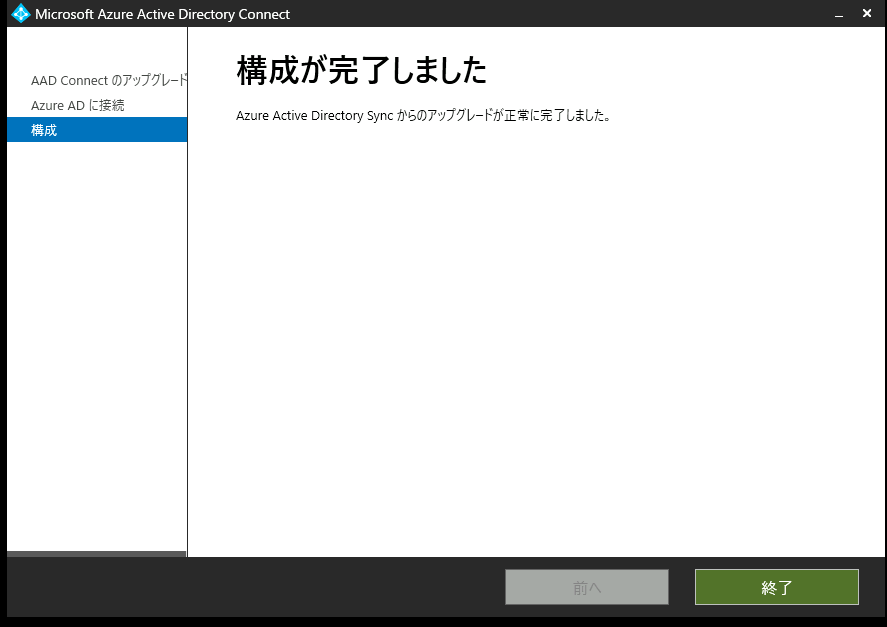 Microsoft Azure Active Directory Connect
AAD Connect のアップグレード
Azure AD に接続
構成
構成が完了しました
Azure Active Directory Sync からのアップグレードが正常に完了しました。
前へ
終了